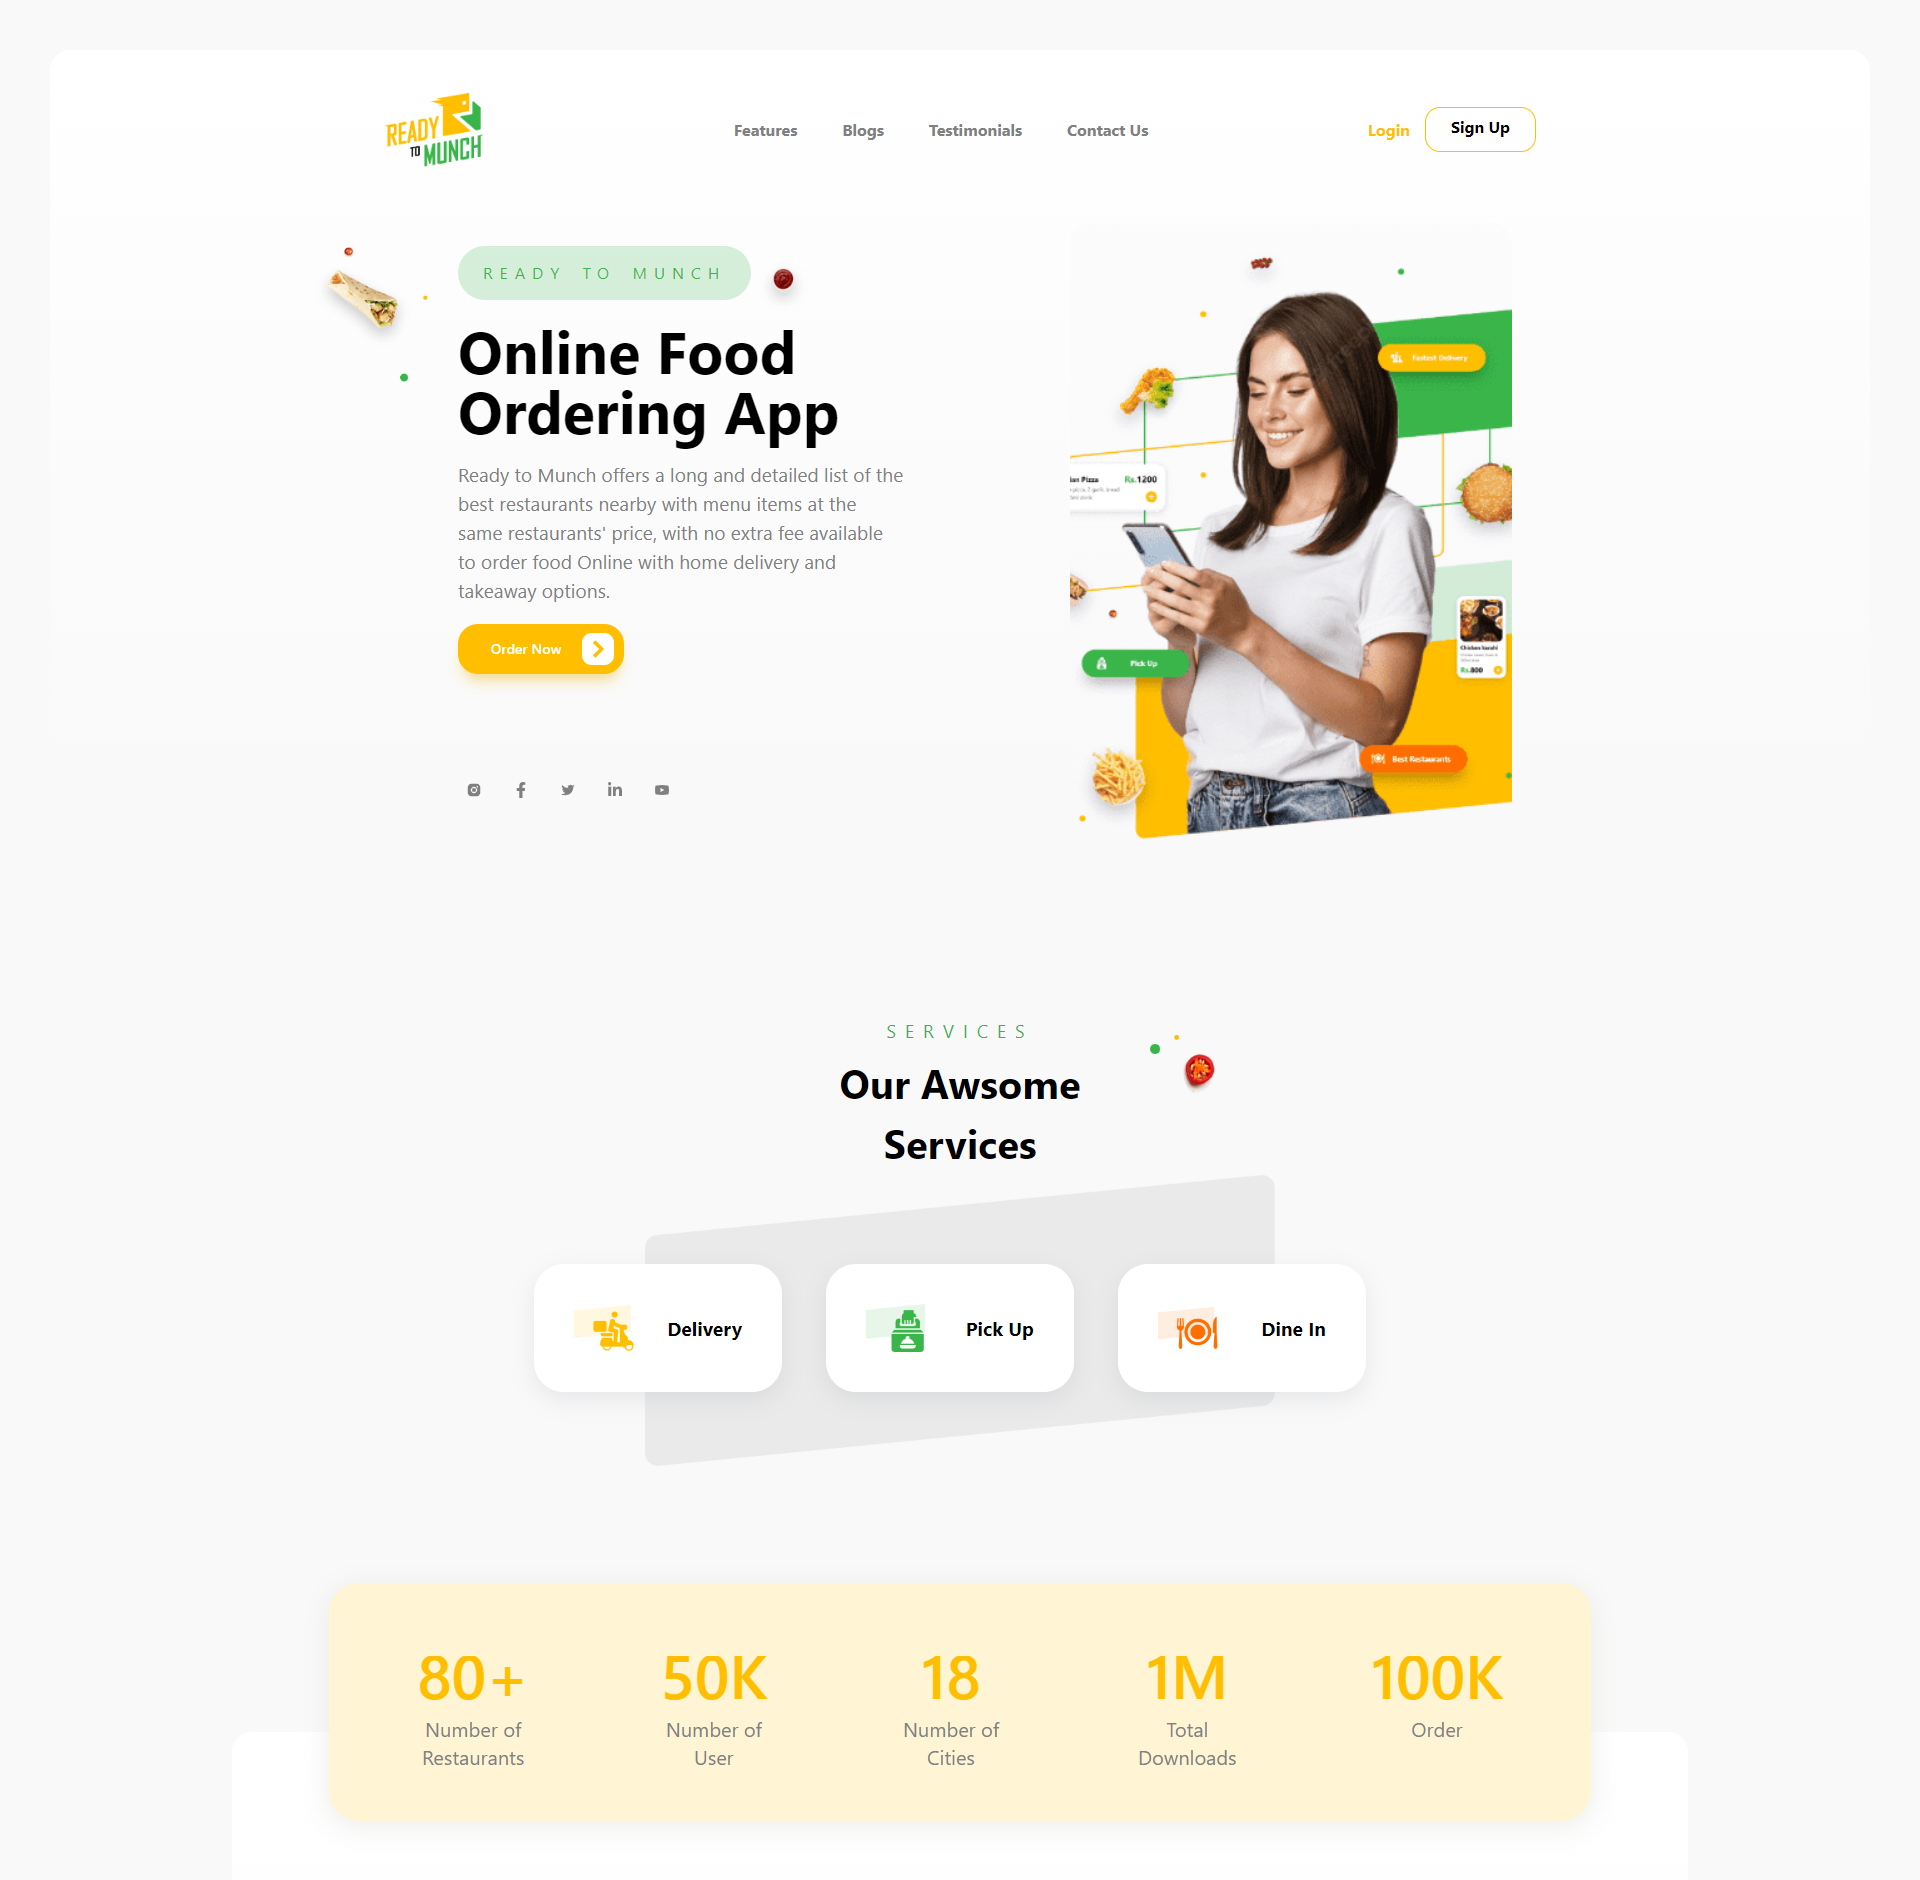 READY
TO MUNCH
Features
Blogs
Testimonials
Contact Us
Login
Sign Up
READY TO MUNCH
Online Food
Ordering App
Ready to Munch offers a long and detailed list of the
best restaurants nearby with menu items at the
same restaurants' price, with no extra fee available
to order food Online with home delivery and
takeaway options.
Order Now
Fastest Delivery
Pizza
Rs.1200
Chicken karahi
Rs.800
Pick Up
Best Restaurants
SERVICES
Our Awsome
Services
Delivery
Pick Up
Dine In
80+
Number of
Restaurants
50K
Number of
User
18
Number of
Cities
1M
Total
Downloads
100K
Order